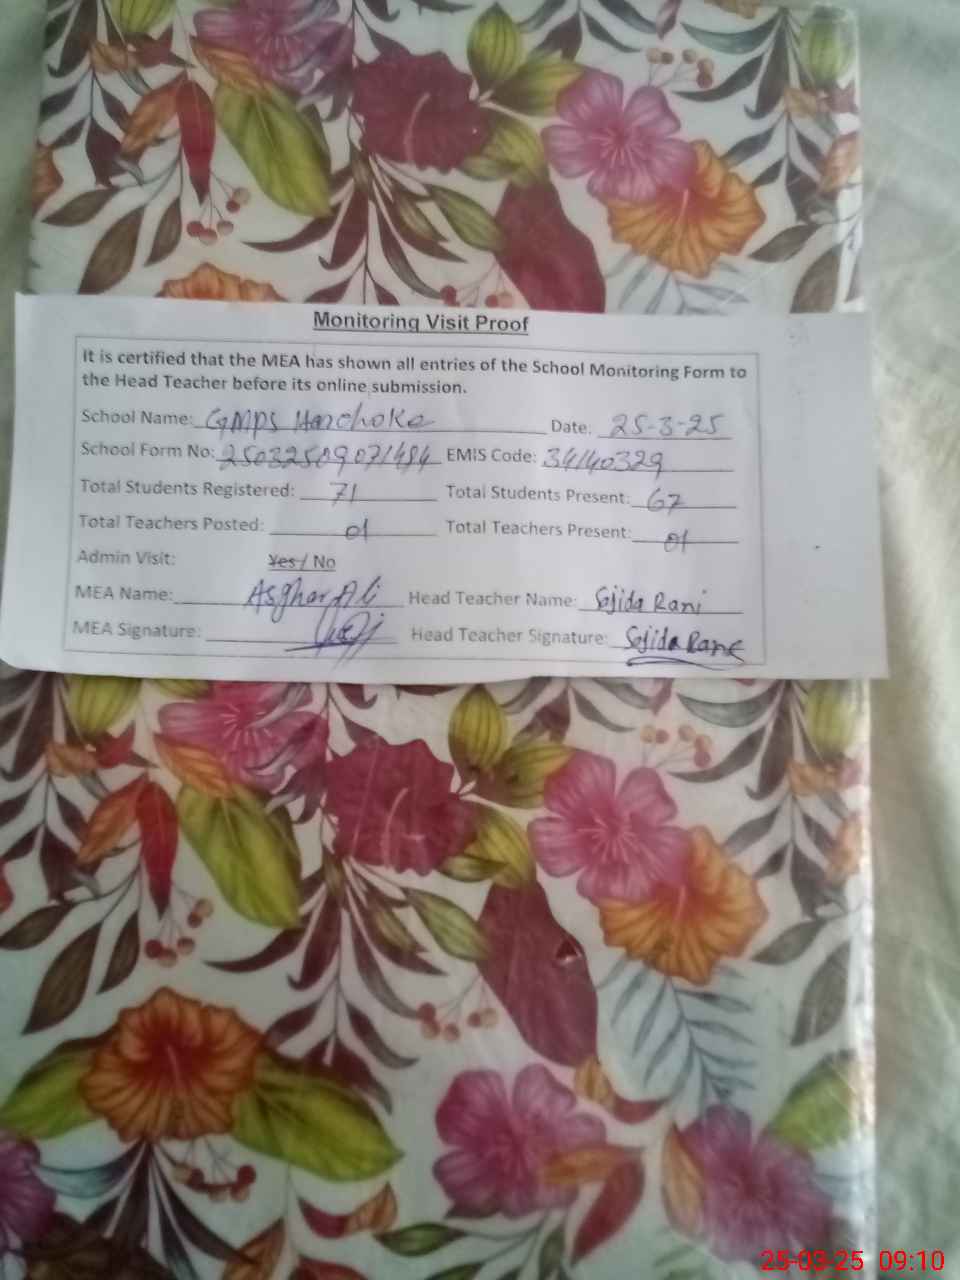 Monitoring Visit Proof
It is certified that the MEA has shown all entries of the School Monitoring Form to
the Head Teacher before its online submission.
School Name: GMPS Hanchoke Date: 25-3-25
School Form No: 25032509071484 EMIS Code: 34140329
Total Students Registered: 71 Total Students Present: 67
Total Teachers Posted: 01 Total Teachers Present: 01
Admin Visit: Yes / No
MEA Name: Asghar Ali Head Teacher Name: Sajida Rani
MEA Signature: Head Teacher Signature: Sajida Rani
25-03-25 09:10